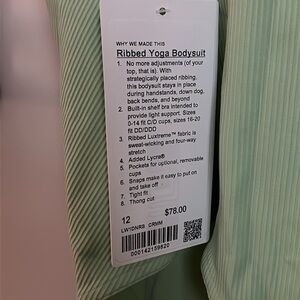 WHY WE MADE THIS
Ribbed Yoga Bodysuit
1. No more adjustments (of your
top, that is). With
strategically placed ribbing,
this bodysuit stays in place
during handstands, down dog,
back bends, and beyond
2. Built-in shelf bra intended to
provide light support. Sizes
0-14 fit C/D cups, sizes 16-20
fit DD/DDD
3. Ribbed Luxtreme™ fabric is
sweat-wicking and four-way
stretch
4. Added Lycra®
5. Pockets for optional, removable
cups
6. Snaps make it easy to put on
and take off
7. Tight fit
8. Thong cut
12
$78.00
LW1DNRS DRMM
000142159820